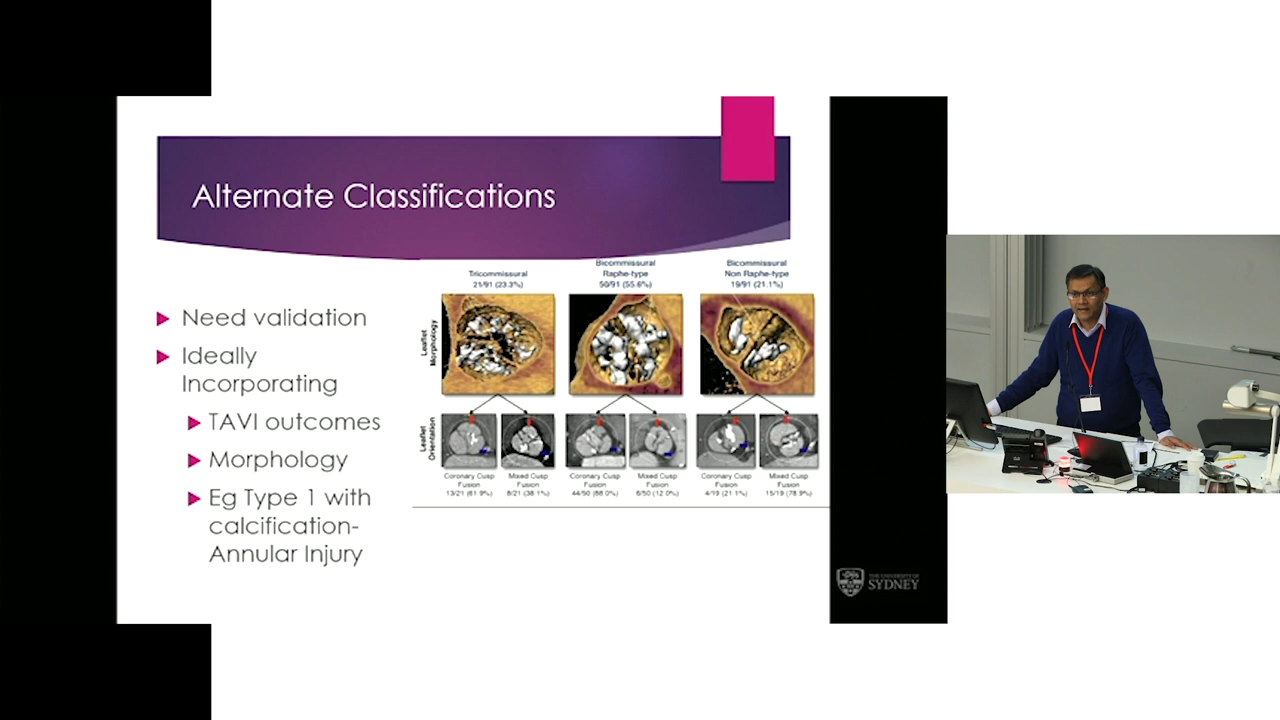 Alternate Classifications
Need validation
Ideally
Incorporating
TAVI outcomes
Morphology
Eg Type 1 with
calcification-
Annular Injury
Tricommissural
21/91 (23.3%)
Bicommissural
Raphe-type
50/91 (55.6%)
Bicommissural
Non Raphe-type
19/91 (21.1%)
Leaflet
Morphology
Leaflet
Orientation
Coronary Cusp
Fusion
13/21 (61.9%)
Mixed Cusp
Fusion
8/21 (38.1%)
Coronary Cusp
Fusion
44/50 (88.0%)
Mixed Cusp
Fusion
6/50 (12.0%)
Coronary Cusp
Fusion
4/19 (21.1%)
Mixed Cusp
Fusion
15/19 (78.9%)
THE UNIVERSITY OF
SYDNEY